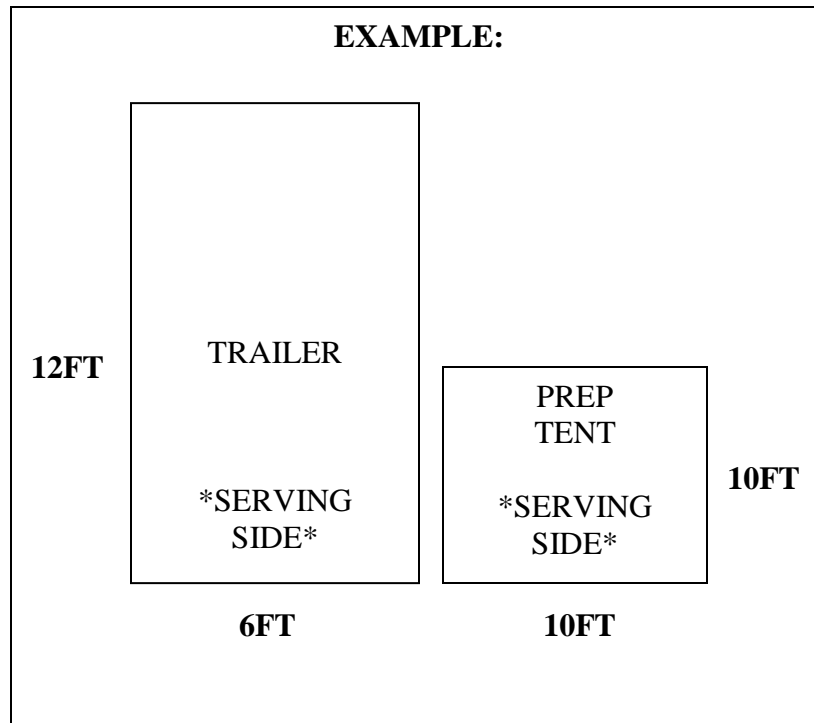 EXAMPLE:
12FT
TRAILER
*SERVING
SIDE*
6FT
PREP
TENT
*SERVING
SIDE*
10FT
10FT